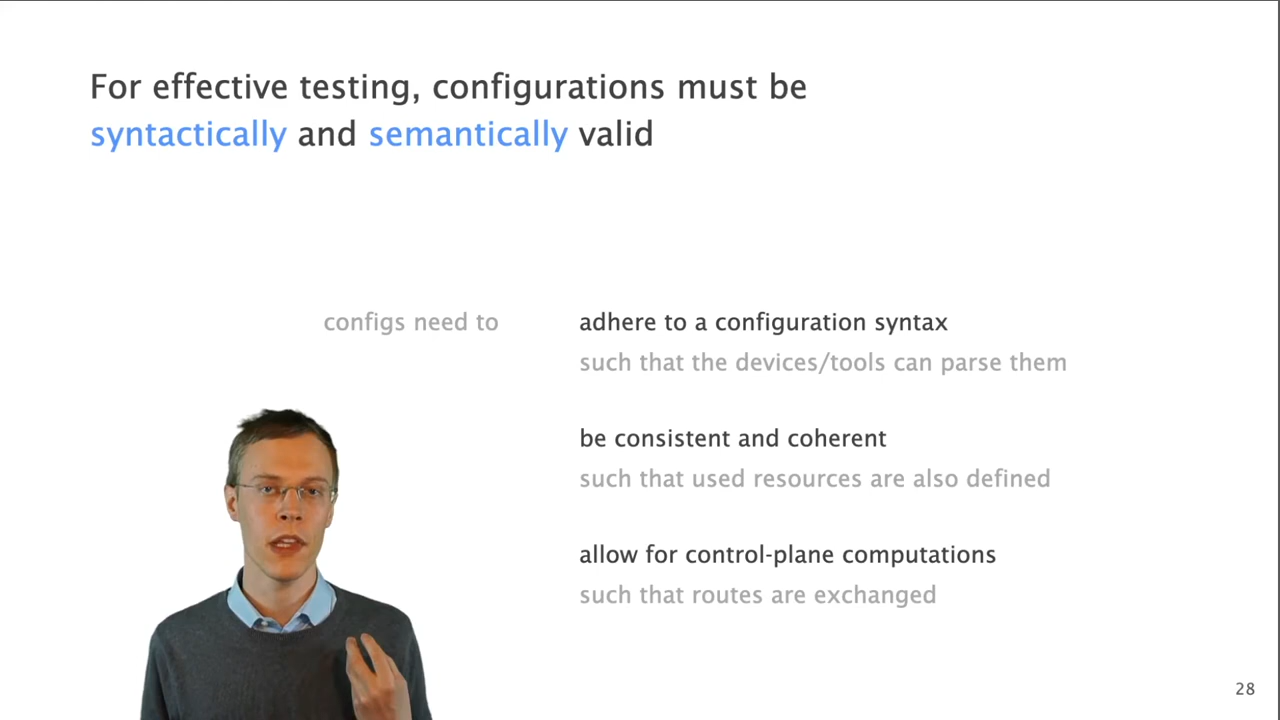 For effective testing, configurations must be
syntactically and semantically valid
configs need to
adhere to a configuration syntax
such that the devices/tools can parse them
be consistent and coherent
such that used resources are also defined
allow for control-plane computations
such that routes are exchanged
28